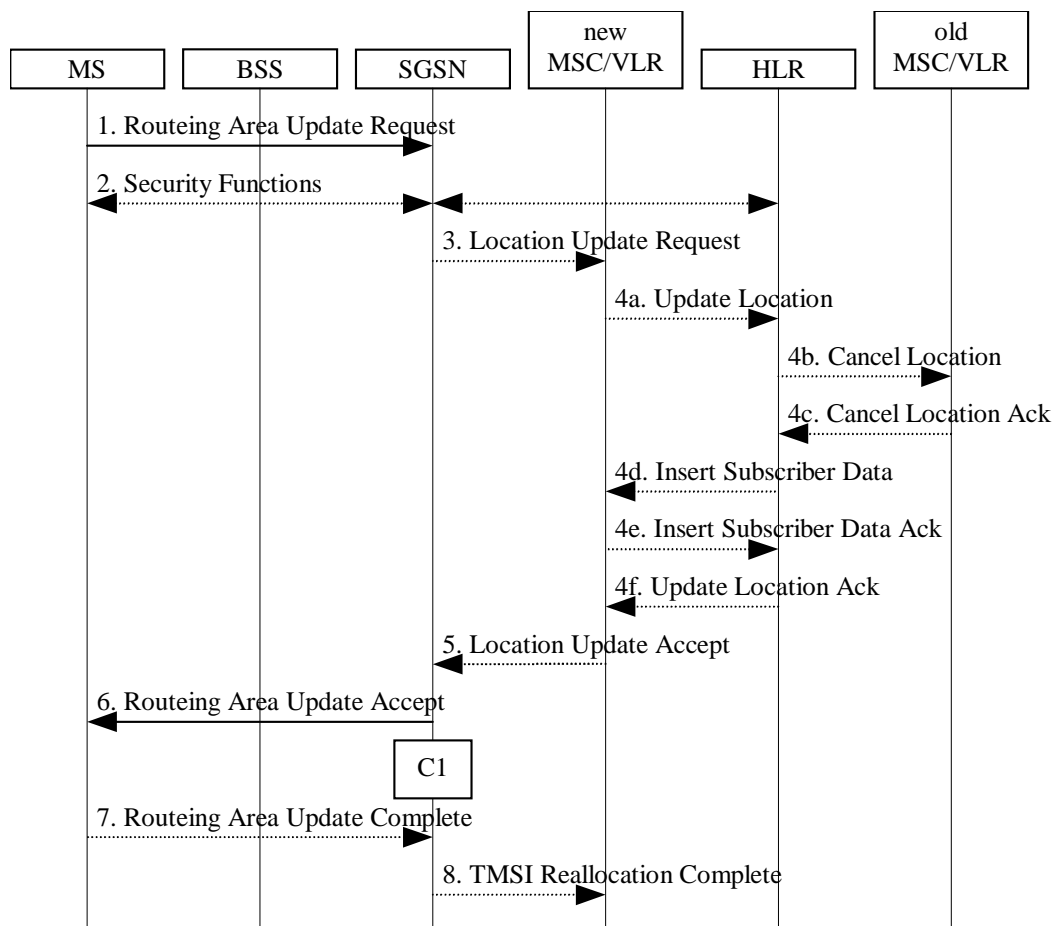 new
MSC/VLR
old
MSC/VLR
MS
BSS
SGSN
HLR
1. Routeing Area Update Request
2. Security Functions
3. Location Update Request
4a. Update Location
4b. Cancel Location
4c. Cancel Location Ack
4d. Insert Subscriber Data
4e. Insert Subscriber Data Ack
4f. Update Location Ack
5. Location Update Accept
6. Routeing Area Update Accept
C1
7. Routeing Area Update Complete
8. TMSI Reallocation Complete